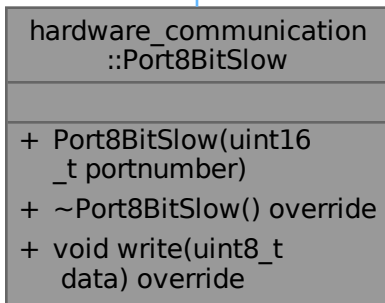 hardware_communication
::Port8BitSlow
+ Port8BitSlow(uint16
_t portnumber)
+ ~Port8BitSlow() override
+ void write(uint8_t
data) override